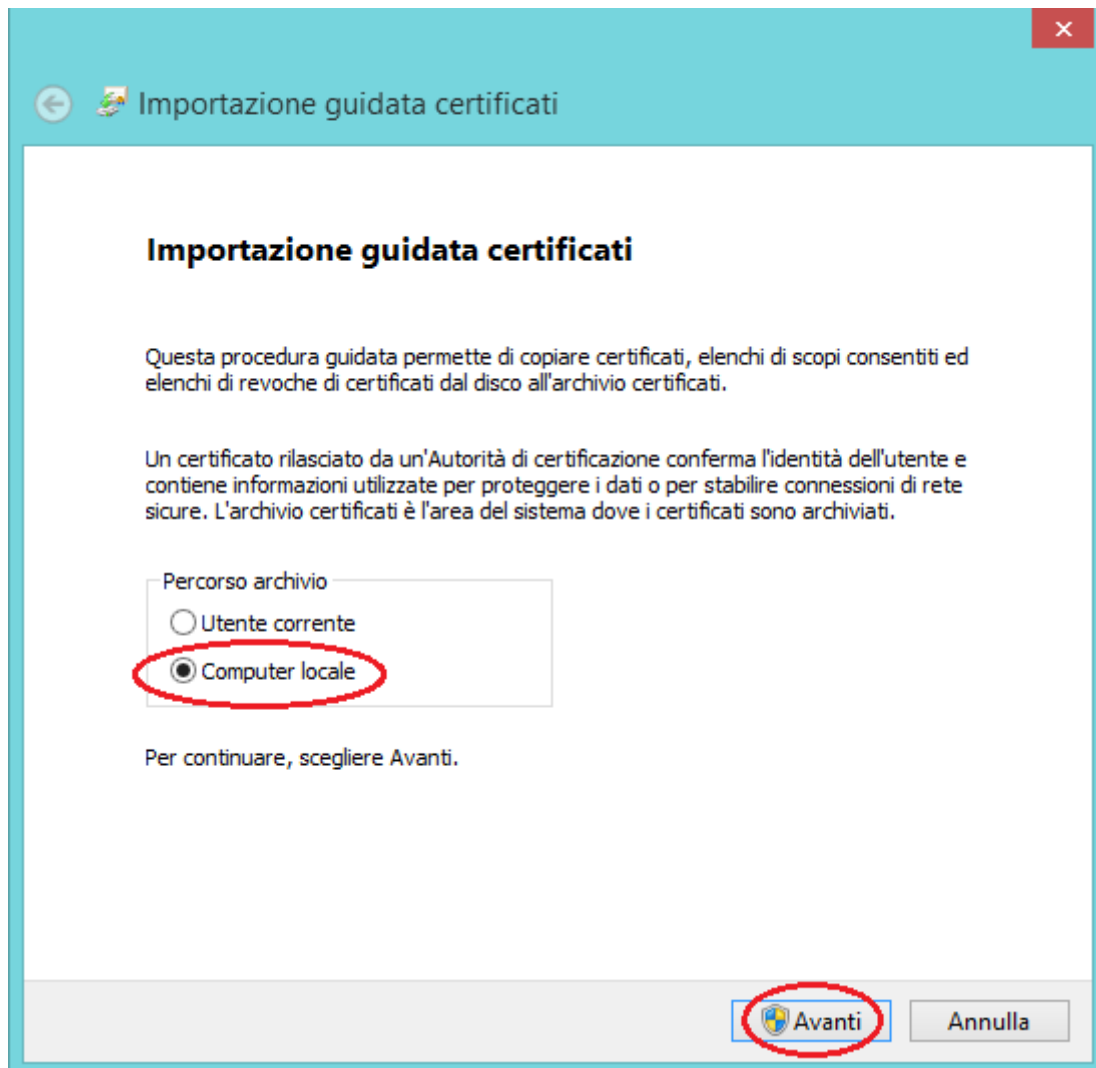 Importazione guidata certificati
Importazione guidata certificati
Questa procedura guidata permette di copiare certificati, elenchi di scopi consentiti ed
elenchi di revoche di certificati dal disco all'archivio certificati.
Un certificato rilasciato da un'Autorità di certificazione conferma l'identità dell'utente e
contiene informazioni utilizzate per proteggere i dati o per stabilire connessioni di rete
sicure. L'archivio certificati è l'area del sistema dove i certificati sono archiviati.
Percorso archivio
Utente corrente
Computer locale
Per continuare, scegliere Avanti.
Avanti
Annulla